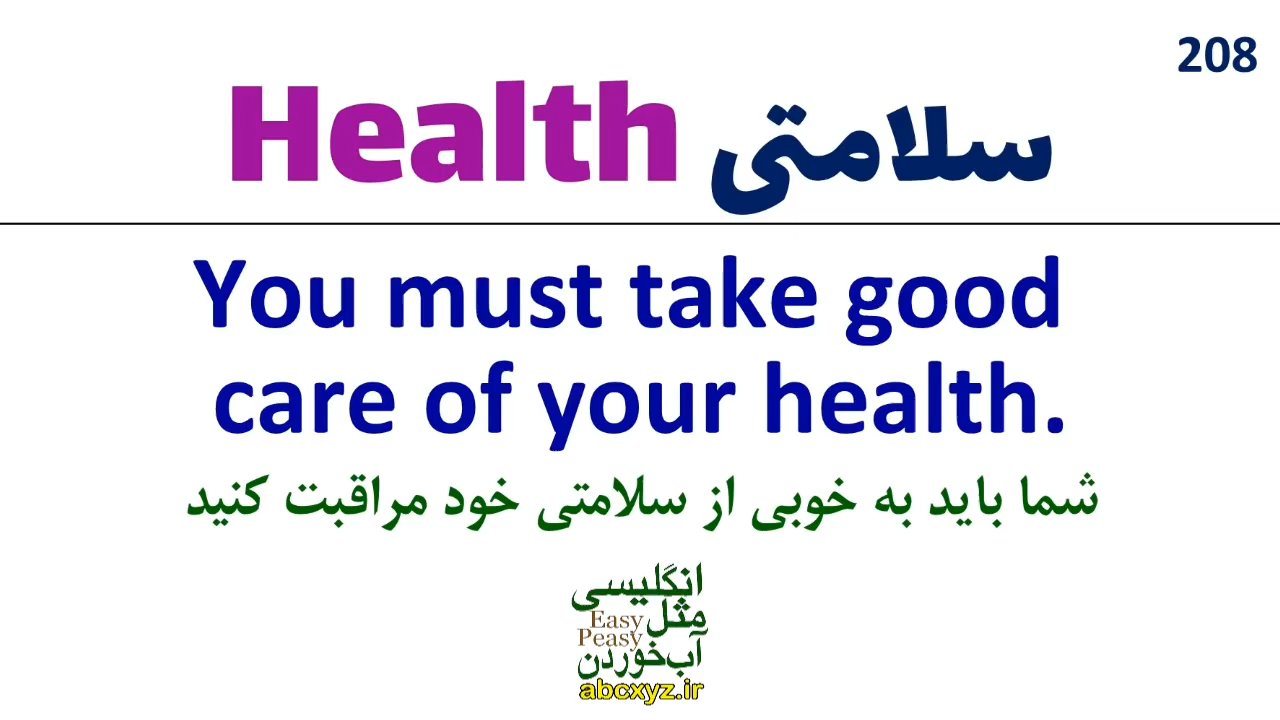 208
Health سلامتی
You must take good
care of your health.
شما باید به خوبی از سلامتی خود مراقبت کنید
انگلیسی
مثل Easy
Peasy
آب‌خوردن
abcxyz.ir